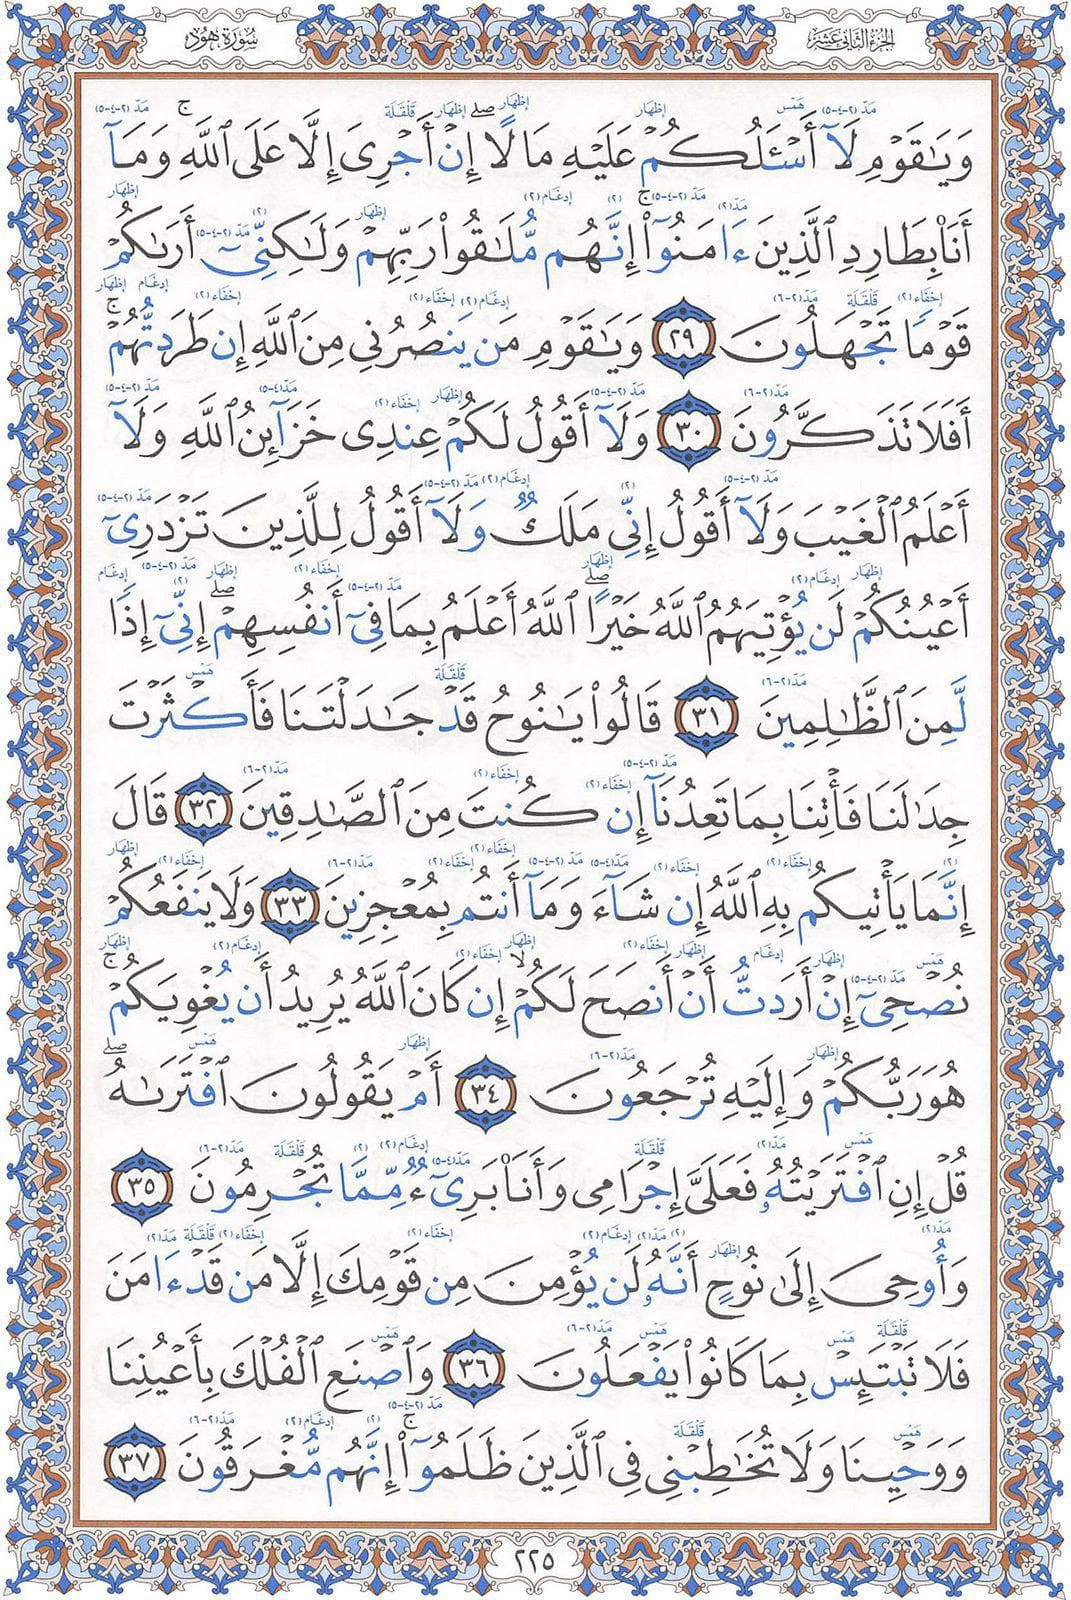 الجزء الثاني عشر
سورة هود
وَيَٰقَوْمِ لَآ أَسْـَٔلُكُمْ عَلَيْهِ مَالًا ۖ إِنْ أَجْرِىَ إِلَّا عَلَى ٱللَّهِ ۚ وَمَآ
أَنَا۠ بِطَارِدِ ٱلَّذِينَ ءَامَنُوٓا۟ ۚ إِنَّهُم مُّلَٰقُوا۟ رَبِّهِمْ وَلَٰكِنِّىٓ أَرَىٰكُمْ
قَوْمًا تَجْهَلُونَ ٢٩ وَيَٰقَوْمِ مَن يَنصُرُنِى مِنَ ٱللَّهِ إِن طَرَدتُّهُمْ ۚ
أَفَلَا تَذَكَّرُونَ ٣٠ وَلَآ أَقُولُ لَكُمْ عِندِى خَزَآئِنُ ٱللَّهِ وَلَآ
أَعْلَمُ ٱلْغَيْبَ وَلَآ أَقُولُ إِنِّى مَلَكٌ وَلَآ أَقُولُ لِلَّذِينَ تَزْدَرِىٓ
أَعْيُنُكُمْ لَن يُؤْتِيَهُمُ ٱللَّهُ خَيْرًا ۖ ٱللَّهُ أَعْلَمُ بِمَا فِىٓ أَنفُسِهِمْ ۖ إِنِّىٓ إِذًا
لَّمِنَ ٱلظَّٰلِمِينَ ٣١ قَالُوا۟ يَٰنُوحُ قَدْ جَٰدَلْتَنَا فَأَكْثَرْتَ
جِدَٰلَنَا فَأْتِنَا بِمَا تَعِدُنَآ إِن كُنتَ مِنَ ٱلصَّٰدِقِينَ ٣٢ قَالَ
إِنَّمَا يَأْتِيكُم بِهِ ٱللَّهُ إِن شَآءَ وَمَآ أَنتُم بِمُعْجِزِينَ ٣٣ وَلَا يَنفَعُكُمْ
نُصْحِىٓ إِنْ أَرَدتُّ أَنْ أَنصَحَ لَكُمْ إِن كَانَ ٱللَّهُ يُرِيدُ أَن يُغْوِيَكُمْ ۚ
هُوَ رَبُّكُمْ وَإِلَيْهِ تُرْجَعُونَ ٣٤ أَمْ يَقُولُونَ ٱفْتَرَىٰهُ ۖ
قُلْ إِنِ ٱفْتَرَيْتُهُۥ فَعَلَىَّ إِجْرَامِى وَأَنَا۠ بَرِىٓءٌ مِّمَّا تُجْرِمُونَ ٣٥
وَأُوحِىَ إِلَىٰ نُوحٍ أَنَّهُۥ لَن يُؤْمِنَ مِن قَوْمِكَ إِلَّا مَن قَدْ ءَامَنَ
فَلَا تَبْتَئِسْ بِمَا كَانُوا۟ يَفْعَلُونَ ٣٦ وَٱصْنَعِ ٱلْفُلْكَ بِأَعْيُنِنَا
وَوَحْيِنَا وَلَا تُخَٰطِبْنِى فِى ٱلَّذِينَ ظَلَمُوٓا۟ ۚ إِنَّهُم مُّغْرَقُونَ ٣٧
٢٢٥